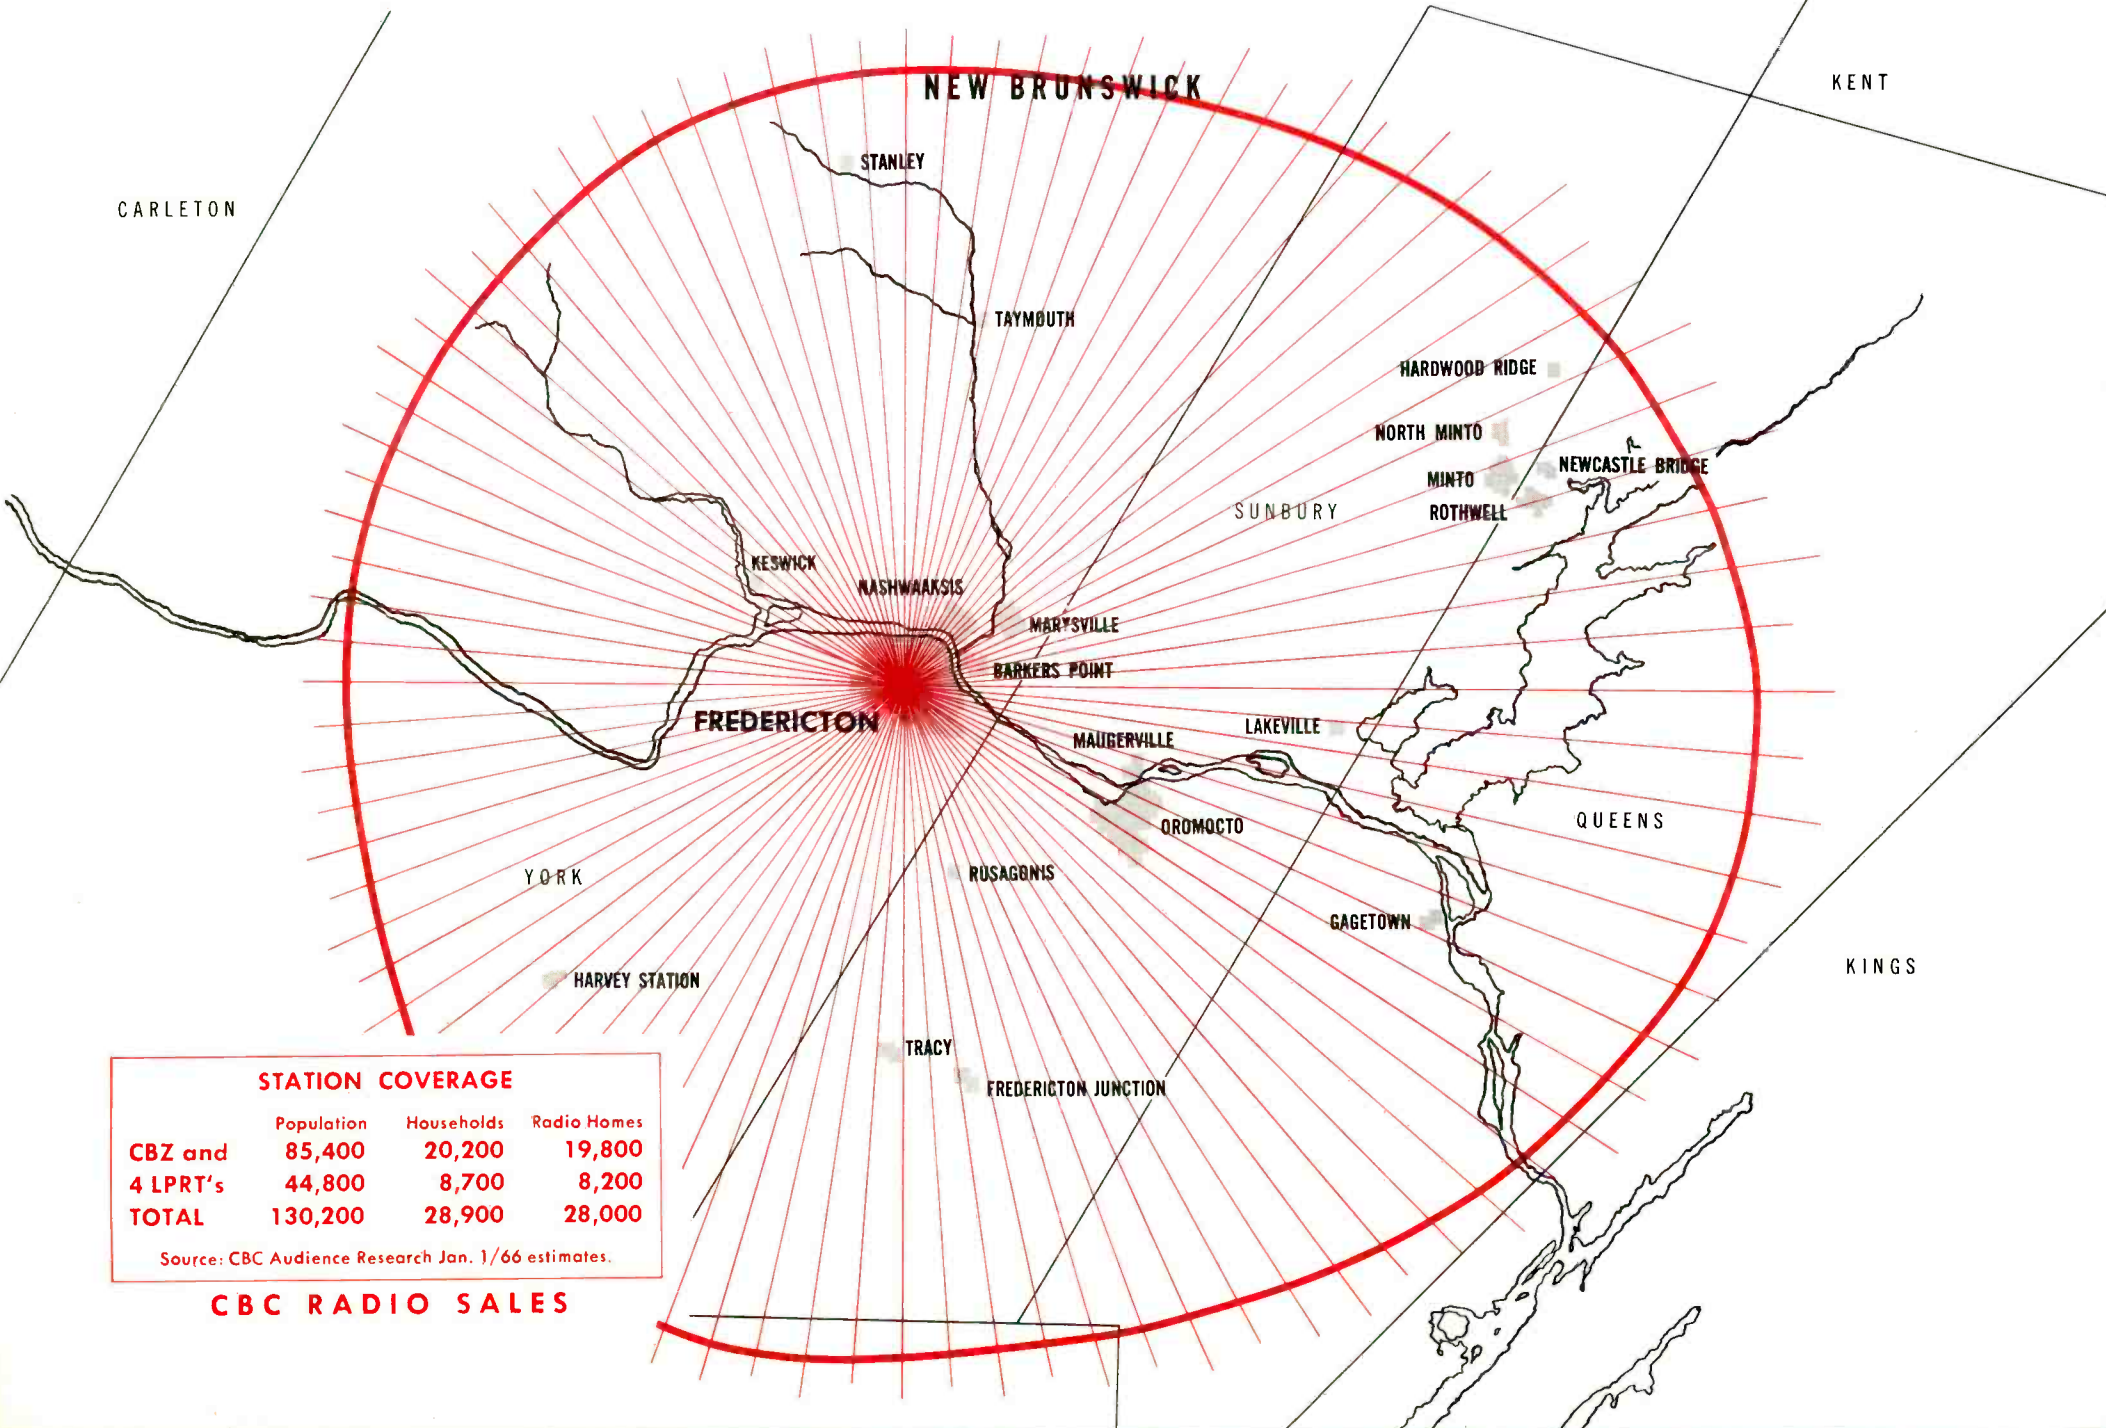 NEW BRUNSWICK
KENT
STANLEY
CARLETON
TAYMOUTH
HARDWOOD RIDGE
NORTH MINTO
NEWCASTLE BRIDGE
MINTO
SUNBURY
ROTHWELL
KESWICK
NASHWAAKSIS
MARYSVILLE
BARKERS POINT
FREDERICTON
LAKEVILLE
MAUGERVILLE
QUEENS
OROMOCTO
RUSAGONIS
YORK
GAGETOWN
KINGS
HARVEY STATION
TRACY
FREDERICTON JUNCTION
STATION COVERAGE
Population Households Radio Homes
CBZ and 85,400 20,200 19,800
4 LPRT's 44,800 8,700 8,200
TOTAL 130,200 28,900 28,000
Source: CBC Audience Research Jan. 1/66 estimates.
CBC RADIO SALES